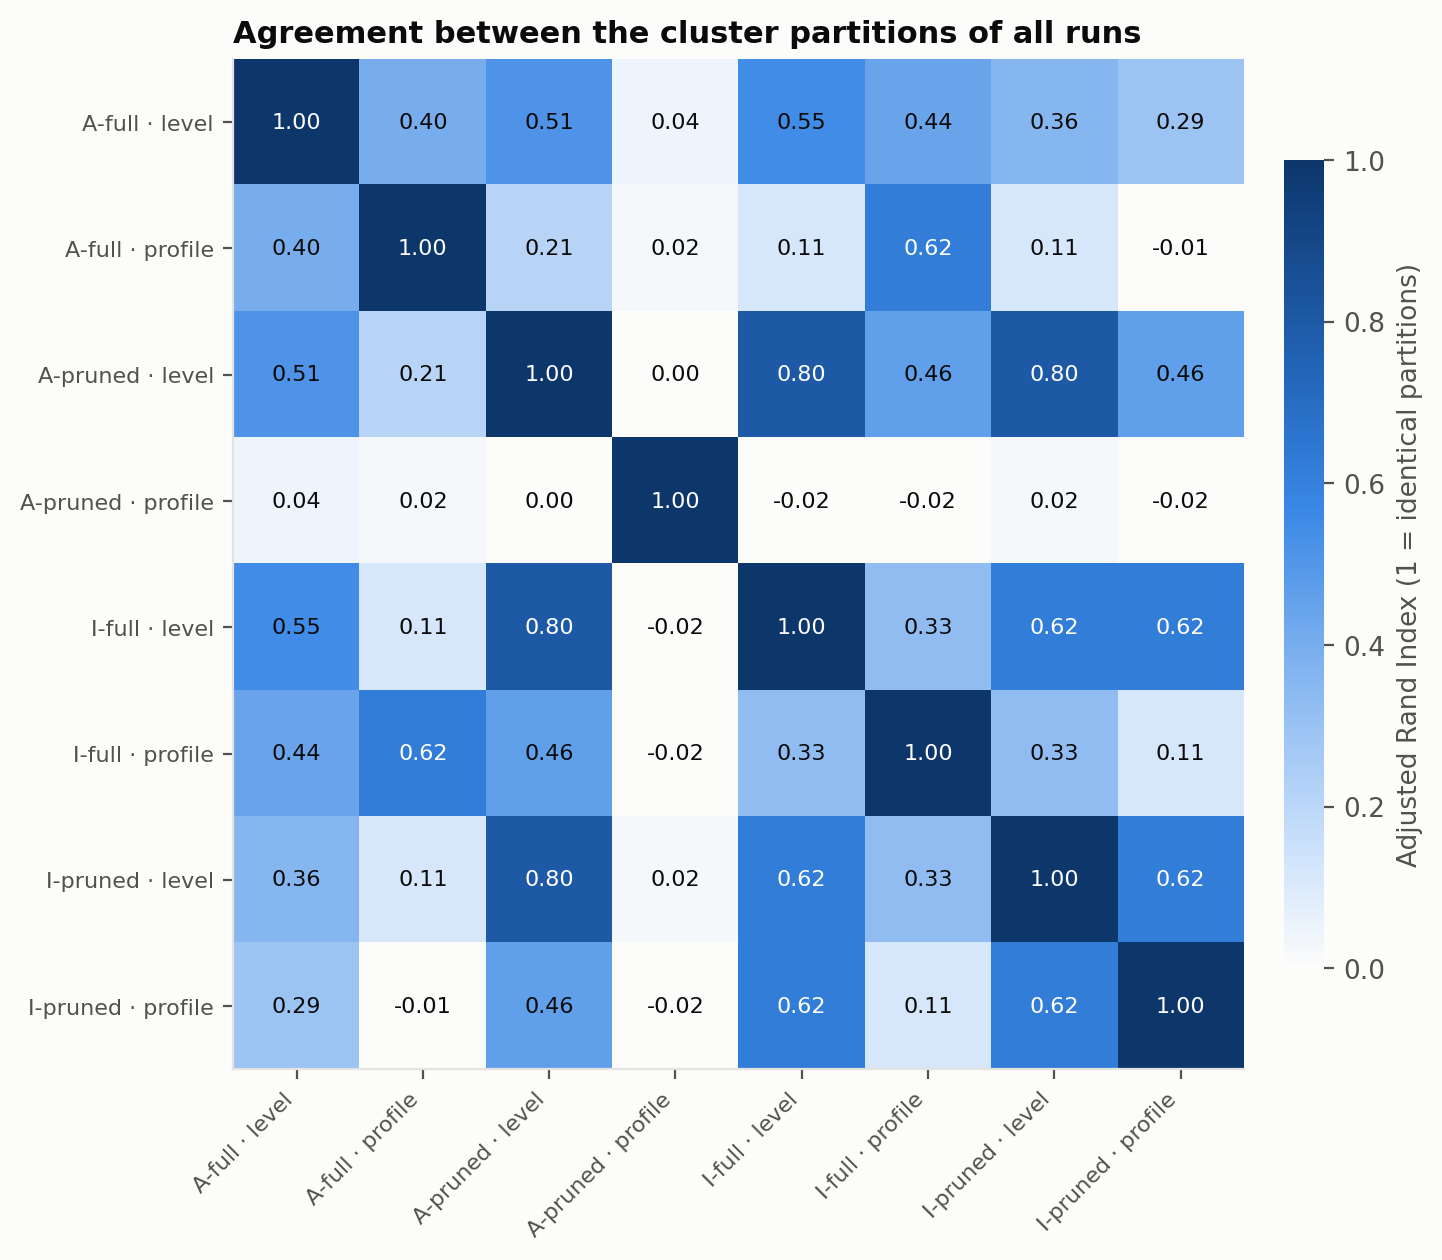 Agreement between the cluster partitions of all runs
A-full · level 1.00 0.40 0.51 0.04 0.55 0.44 0.36 0.29
A-full · profile 0.40 1.00 0.21 0.02 0.11 0.62 0.11 -0.01
A-pruned · level 0.51 0.21 1.00 0.00 0.80 0.46 0.80 0.46
A-pruned · profile 0.04 0.02 0.00 1.00 -0.02 -0.02 0.02 -0.02
I-full · level 0.55 0.11 0.80 -0.02 1.00 0.33 0.62 0.62
I-full · profile 0.44 0.62 0.46 -0.02 0.33 1.00 0.33 0.11
I-pruned · level 0.36 0.11 0.80 0.02 0.62 0.33 1.00 0.62
I-pruned · profile 0.29 -0.01 0.46 -0.02 0.62 0.11 0.62 1.00
A-full · level
A-full · profile
A-pruned · level
A-pruned · profile
I-full · level
I-full · profile
I-pruned · level
I-pruned · profile
1.0
0.8
0.6
0.4
0.2
0.0
Adjusted Rand Index (1 = identical partitions)